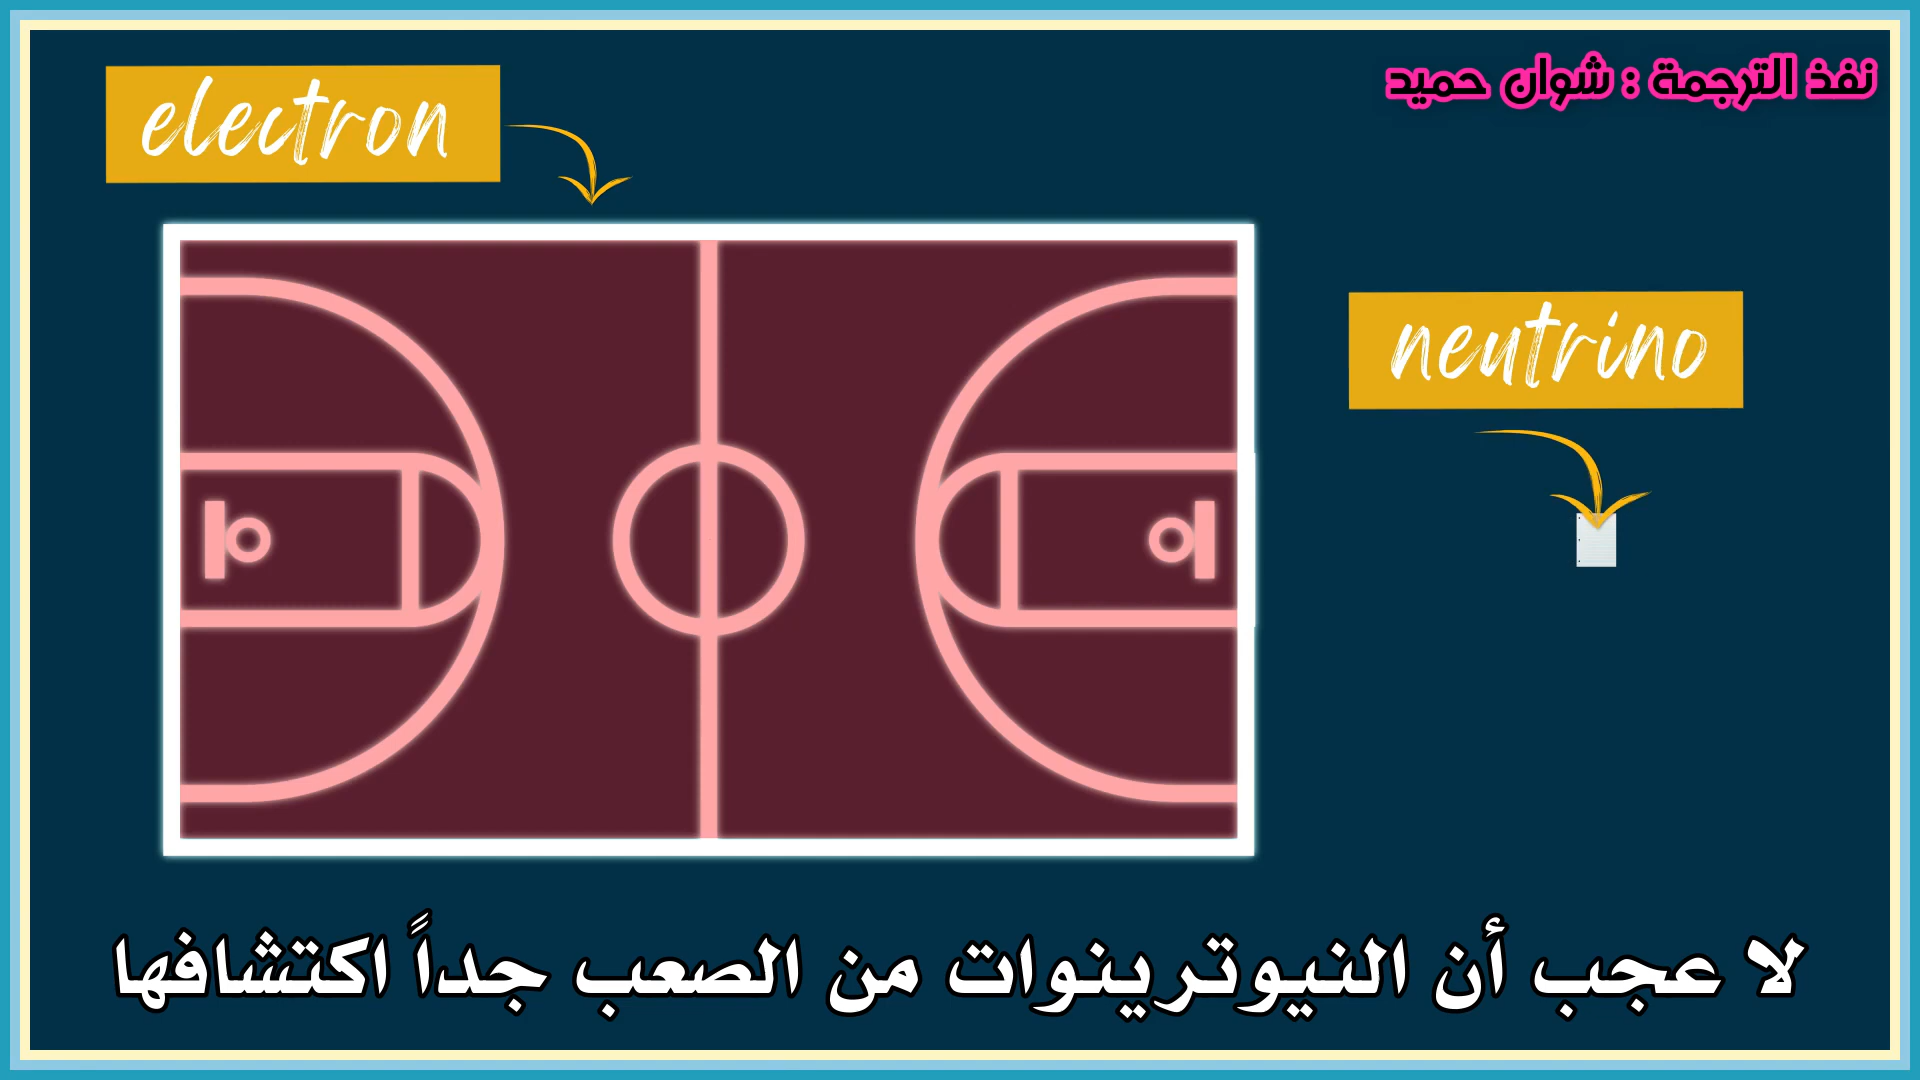 electron
نفذ الترجمة : شوان حميد
neutrino
لا عجب أن النيوترينوات من الصعب جداً اكتشافها